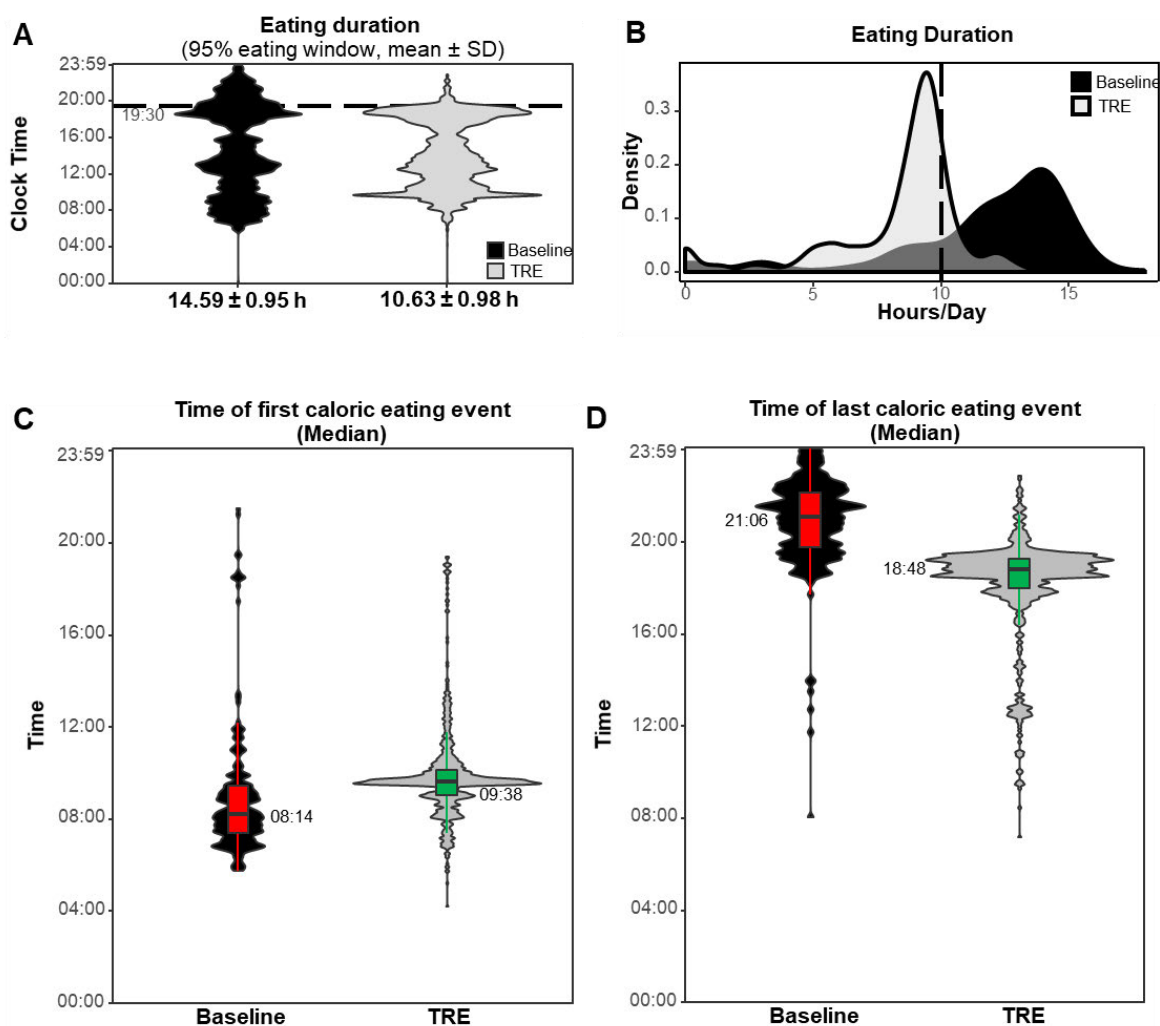 A
Eating duration
(95% eating window, mean ± SD)
23:59
20:00
19:30
16:00
12:00
08:00
04:00
00:00
Clock Time
Baseline
TRE
14.59 ± 0.95 h
10.63 ± 0.98 h
B
Eating Duration
Baseline
TRE
0.3
0.2
0.1
0.0
Density
0
5
10
15
Hours/Day
C
Time of first caloric eating event
(Median)
23:59
20:00
16:00
12:00
08:00
04:00
00:00
Time
08:14
09:38
Baseline
TRE
D
Time of last caloric eating event
(Median)
23:59
20:00
16:00
12:00
08:00
04:00
00:00
Time
21:06
18:48
Baseline
TRE